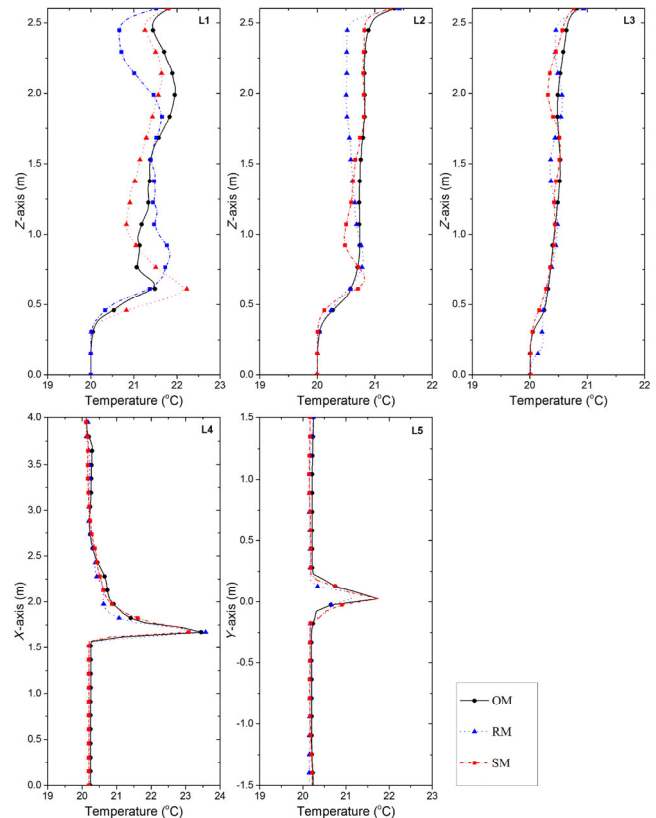 L1
2.5
2.0
1.5
1.0
0.5
0.0
Z-axis (m)
19 20 21 22 23
Temperature (°C)
L2
2.5
2.0
1.5
1.0
0.5
0.0
Z-axis (m)
19 20 21 22
Temperature (°C)
L3
2.5
2.0
1.5
1.0
0.5
0.0
Z-axis (m)
19 20 21 22
Temperature (°C)
L4
4.0
3.5
3.0
2.5
2.0
1.5
1.0
0.5
0.0
X-axis (m)
19 20 21 22 23 24
Temperature (°C)
L5
1.5
1.0
0.5
0.0
-0.5
-1.0
-1.5
Y-axis (m)
19 20 21 22 23
Temperature (°C)
OM
RM
SM